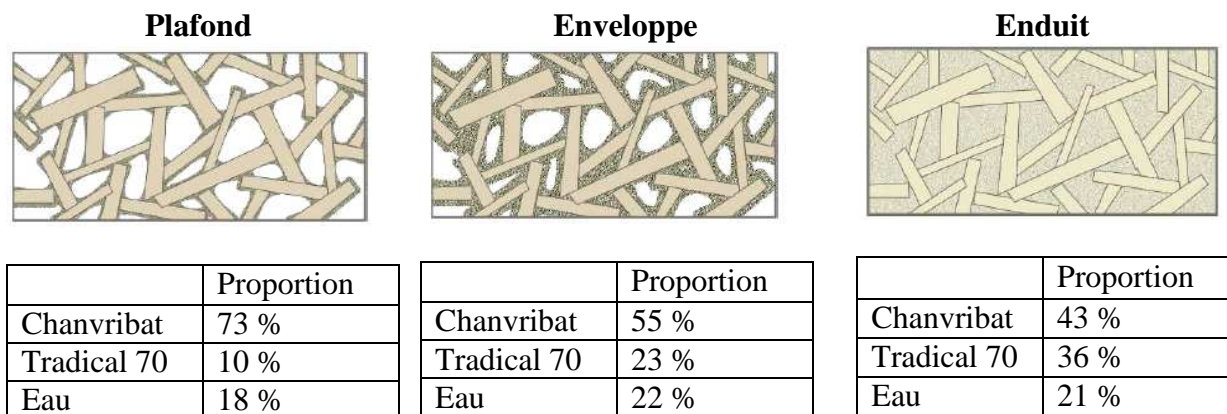 Plafond
Enveloppe
Enduit
Proportion
Chanvribat 73 %
Tradical 70 10 %
Eau 18 %
Proportion
Chanvribat 55 %
Tradical 70 23 %
Eau 22 %
Proportion
Chanvribat 43 %
Tradical 70 36 %
Eau 21 %